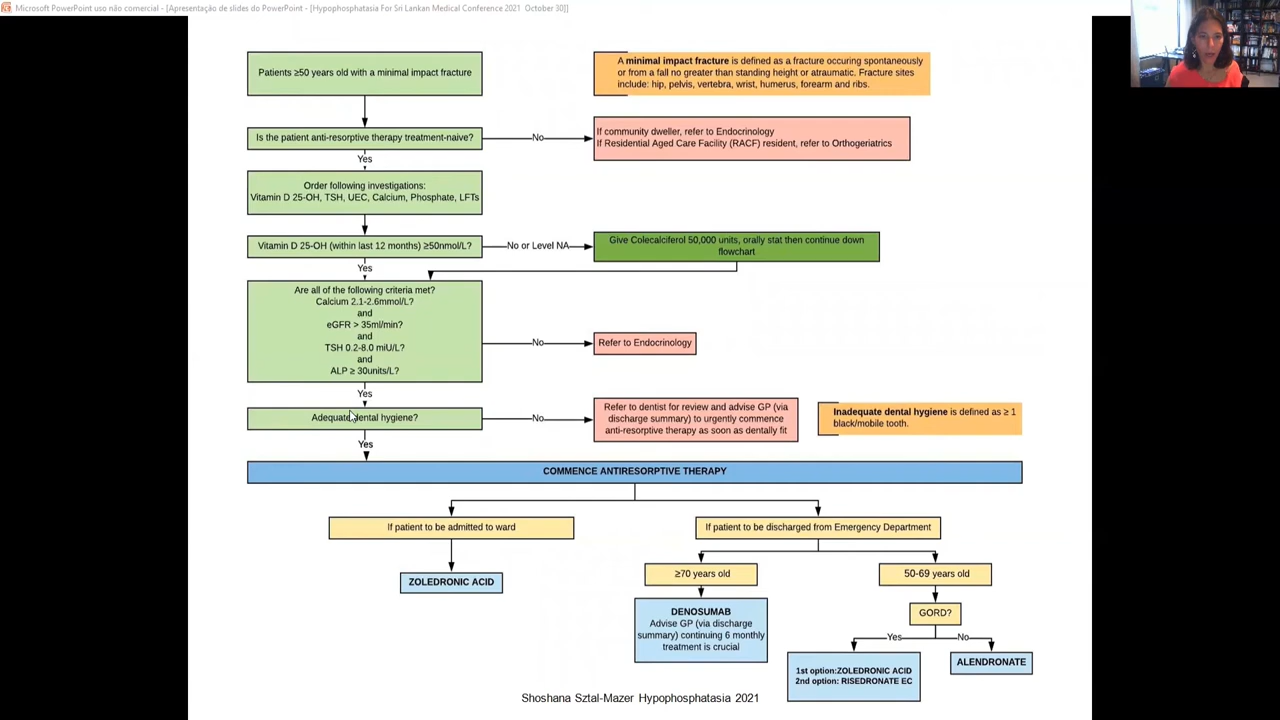 Microsoft PowerPoint uso não comercial - [Apresentação de slides do PowerPoint - [Hypophosphatasia For Sri Lankan Medical Conference 2021  October 30]]
Patients ≥50 years old with a minimal impact fracture
A minimal impact fracture is defined as a fracture occuring spontaneously
or from a fall no greater than standing height or atraumatic. Fracture sites
include: hip, pelvis, vertebra, wrist, humerus, forearm and ribs.
Is the patient anti-resorptive therapy treatment-naive?
No
If community dweller, refer to Endocrinology
If Residential Aged Care Facility (RACF) resident, refer to Orthogeriatrics
Yes
Order following investigations:
Vitamin D 25-OH, TSH, UEC, Calcium, Phosphate, LFTs
Vitamin D 25-OH (within last 12 months) ≥50nmol/L?
No or Level NA
Give Colecalciferol 50,000 units, orally stat then continue down
flowchart
Yes
Are all of the following criteria met?
Calcium 2.1-2.6mmol/L?
and
eGFR > 35ml/min?
and
TSH 0.2-8.0 miU/L?
and
ALP ≥ 30units/L?
No
Refer to Endocrinology
Yes
Adequate dental hygiene?
No
Refer to dentist for review and advise GP (via
discharge summary) to urgently commence
anti-resorptive therapy as soon as dentally fit
Inadequate dental hygiene is defined as ≥ 1
black/mobile tooth.
Yes
COMMENCE ANTIRESORPTIVE THERAPY
If patient to be admitted to ward
If patient to be discharged from Emergency Department
ZOLEDRONIC ACID
≥70 years old
50-69 years old
DENOSUMAB
Advise GP (via discharge
summary) continuing 6 monthly
treatment is crucial
GORD?
Yes
No
1st option:ZOLEDRONIC ACID
2nd option: RISEDRONATE EC
ALENDRONATE
Shoshana Sztal-Mazer Hypophosphatasia 2021